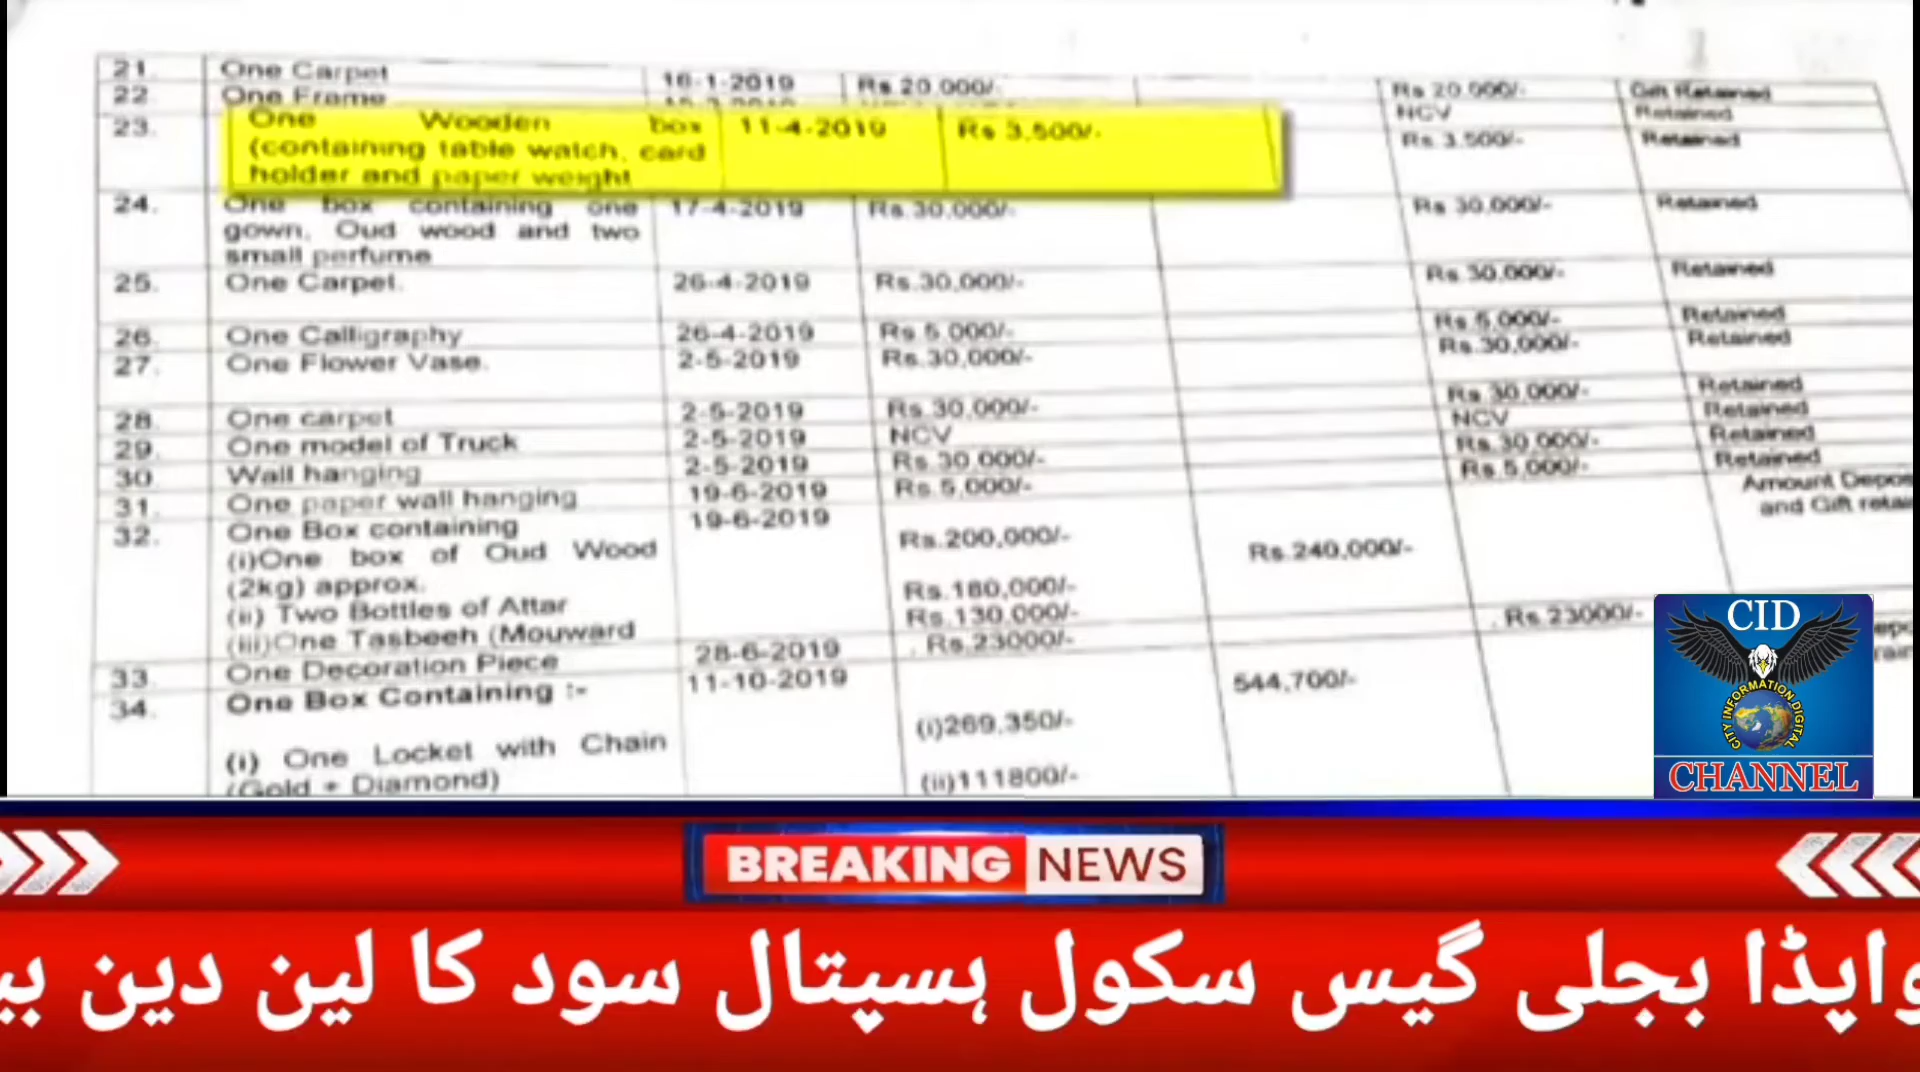 21. One Carpet 16-1-2019 Rs.20,000/- Rs 20,000/- Gift Retained
22. One Frame NCV Retained
23. One Wooden box 11-4-2019 Rs 3,500/- Rs.3,500/- Retained
(containing table watch, card
holder and paper weight
24. One box containing one 17-4-2019 Rs.30,000/- Rs 30,000/- Retained
gown, Oud wood and two
small perfume
25. One Carpet. 26-4-2019 Rs.30,000/- Rs.30,000/- Retained
26. One Calligraphy 26-4-2019 Rs.5,000/- Rs.5,000/- Retained
27. One Flower Vase. 2-5-2019 Rs.30,000/- Rs.30,000/- Retained
28. One carpet 2-5-2019 Rs.30,000/- Rs.30,000/- Retained
29. One model of Truck 2-5-2019 NCV NCV Retained
30 Wall hanging 2-5-2019 Rs.30,000/- Rs.30,000/- Retained
31. One paper wall hanging 19-6-2019 Rs.5,000/- Rs.5,000/- Retained
32. One Box containing 19-6-2019 Amount
and Gift
(i)One box of Oud Wood Rs.200,000/- Rs.240,000/-
(2kg) approx.
(ii) Two Bottles of Attar Rs.180,000/-
(iii)One Tasbeeh (Mouward Rs.130,000/-
33. One Decoration Piece 28-6-2019 Rs.23000/- Rs.23000/-
34. One Box Containing :- 11-10-2019 544,700/-
(i) One Locket with Chain (i)269,350/-
(Gold + Diamond) (ii)111800/-
CID
CITY INFORMATION DIGITAL
CHANNEL
BREAKING NEWS
واپڈا بجلی گیس سکول ہسپتال سود کا لین دین